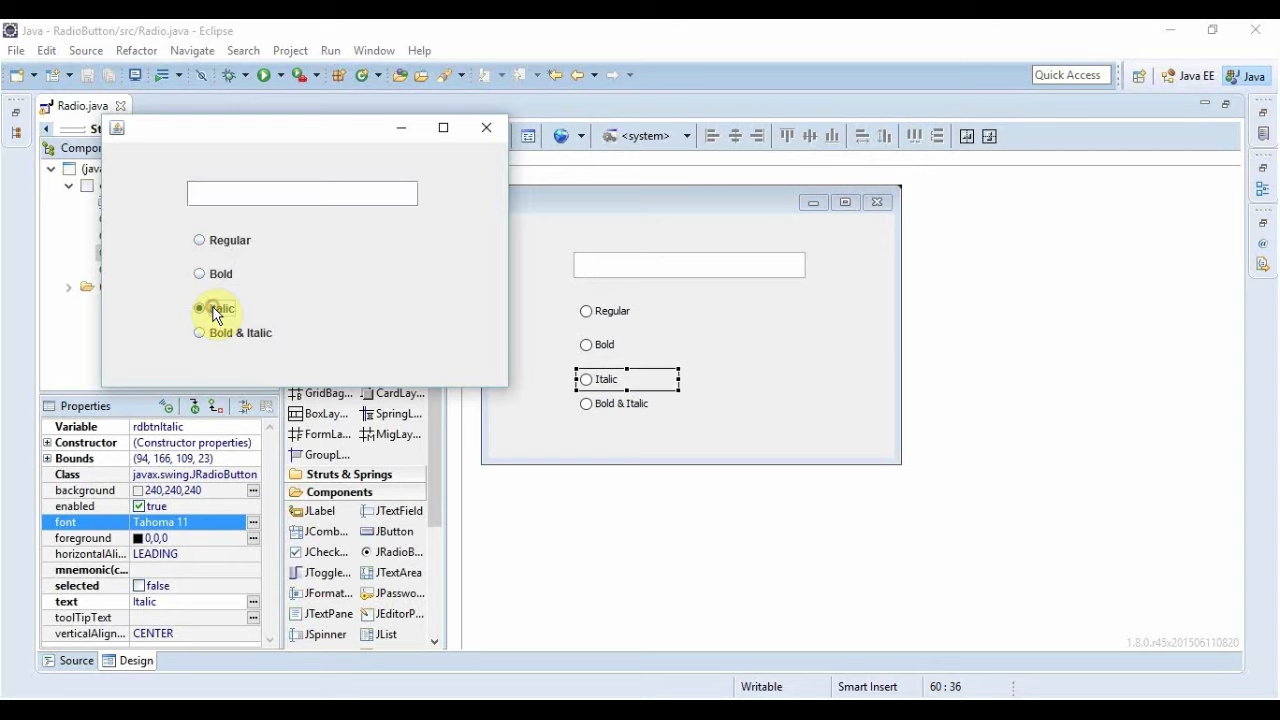 Java - RadioButton/src/Radio.java - Eclipse
File Edit Source Refactor Navigate Search Project Run Window Help
Quick Access
Java EE
Java
Radio.java
<system>
Regular
Bold
Italic
Bold & Italic
Regular
Bold
Italic
Bold & Italic
Properties
Variable rdbtnItalic
Constructor (Constructor properties)
Bounds (94, 166, 109, 23)
Class javax.swing.JRadioButton
background 240,240,240
enabled true
font Tahoma 11
foreground 0,0,0
horizontalAli... LEADING
mnemonic(c...
selected false
text Italic
toolTipText
verticalAlign... CENTER
GridBag... CardLay...
BoxLay... SpringL...
FormLa... MigLay...
GroupL...
Struts & Springs
Components
JLabel JTextField
JComb... JButton
JCheck... JRadioB...
JToggle... JTextArea
JFormat... JPasswo...
JTextPane JEditorP...
JSpinner JList
1.8.0.r45x201506110820
Source Design
Writable Smart Insert 60 : 36